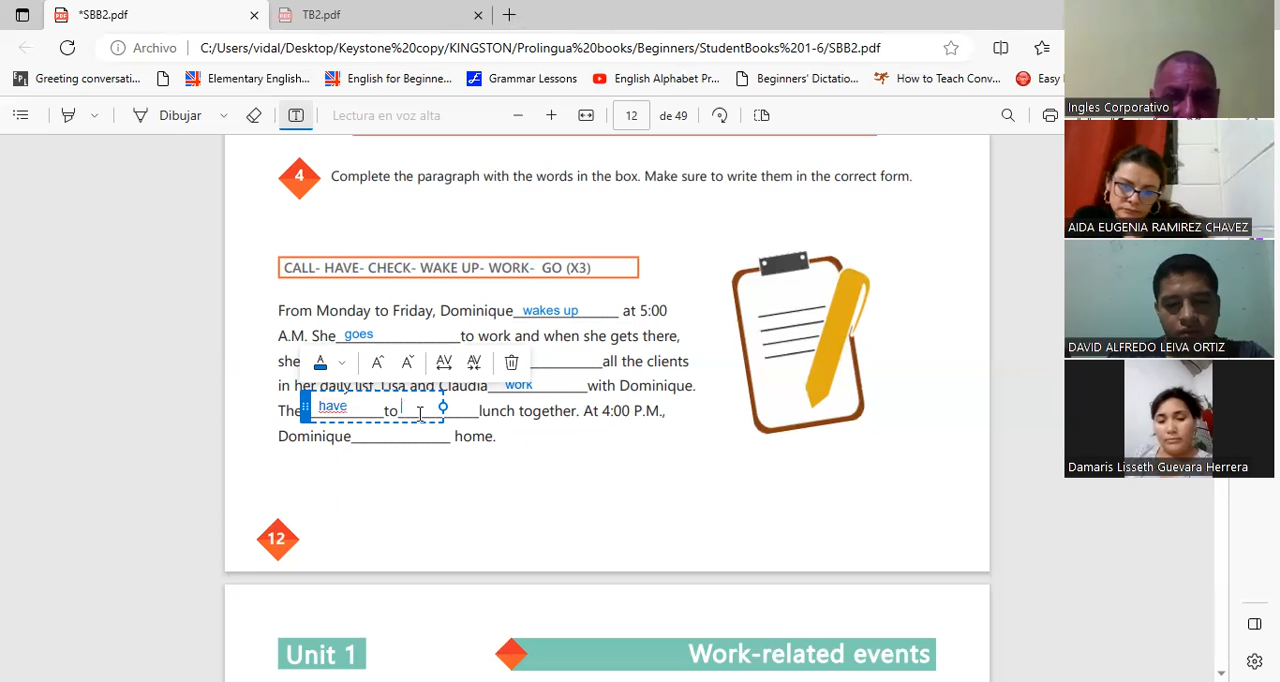 *SBB2.pdf
TB2.pdf
Archivo
C:/Users/vidal/Desktop/Keystone%20copy/KINGSTON/Prolingua%20books/Beginners/StudentBooks%201-6/SBB2.pdf
Greeting conversati...
Elementary English...
English for Beginne...
Grammar Lessons
English Alphabet Pr...
Beginners' Dictatio...
How to Teach Conv...
Easy
Dibujar
Lectura en voz alta
12
de 49
4
Complete the paragraph with the words in the box. Make sure to write them in the correct form.
CALL- HAVE- CHECK- WAKE UP- WORK- GO (X3)
From Monday to Friday, Dominique wakes up at 5:00
A.M. She goes to work and when she gets there,
she all the clients
in her daily list. Usa and Claudia work with Dominique.
The have to lunch together. At 4:00 P.M.,
Dominique home.
12
Unit 1
Work-related events
Ingles Corporativo
AIDA EUGENIA RAMIREZ CHAVEZ
DAVID ALFREDO LEIVA ORTIZ
Damaris Lisseth Guevara Herrera